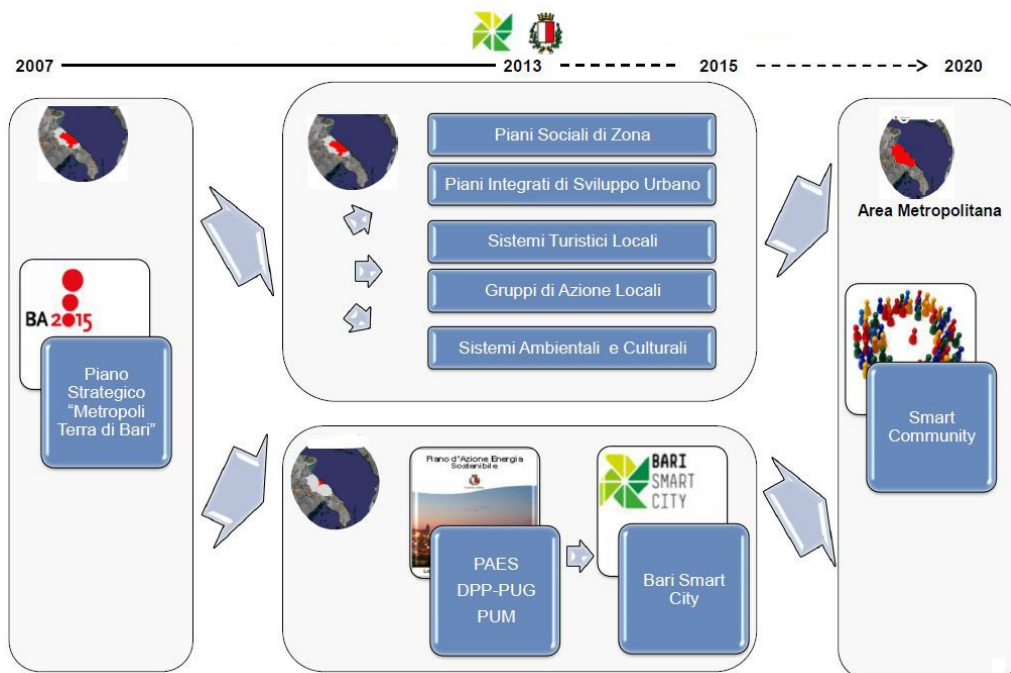 2007
2013
2015
2020
BA2015
Piano
Strategico
“Metropoli
Terra di Bari”
Piani Sociali di Zona
Piani Integrati di Sviluppo Urbano
Sistemi Turistici Locali
Gruppi di Azione Locali
Sistemi Ambientali e Culturali
Piano d'Azione Energia
Sostenibile
PAES
DPP-PUG
PUM
BARI
SMART
CITY
Bari Smart
City
Area Metropolitana
Smart
Community